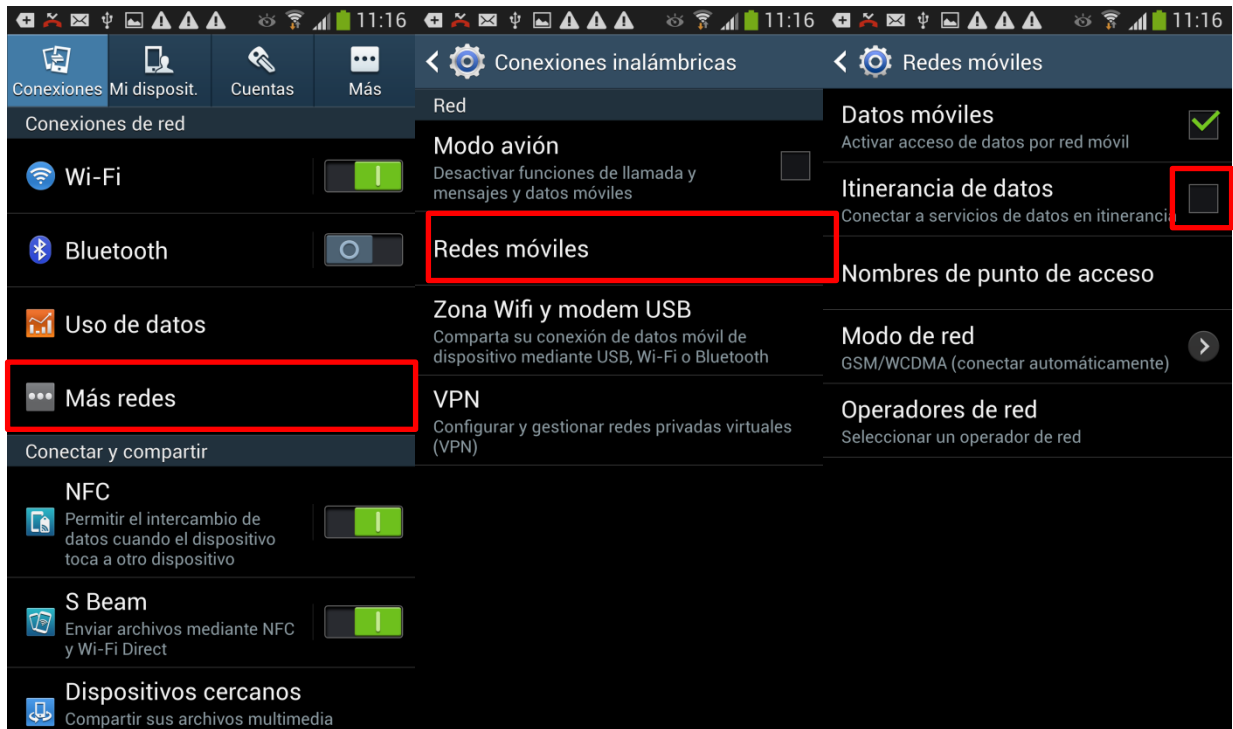 11:16
Conexiones
Mi disposit.
Cuentas
Más
Conexiones de red
Wi-Fi
Bluetooth
Uso de datos
Más redes
Conectar y compartir
NFC
Permitir el intercambio de
datos cuando el dispositivo
toca a otro dispositivo
S Beam
Enviar archivos mediante NFC
y Wi-Fi Direct
Dispositivos cercanos
Compartir sus archivos multimedia
11:16
Conexiones inalámbricas
Red
Modo avión
Desactivar funciones de llamada y
mensajes y datos móviles
Redes móviles
Zona Wifi y modem USB
Comparta su conexión de datos móvil de
dispositivo mediante USB, Wi-Fi o Bluetooth
VPN
Configurar y gestionar redes privadas virtuales
(VPN)
11:16
Redes móviles
Datos móviles
Activar acceso de datos por red móvil
Itinerancia de datos
Conectar a servicios de datos en itinerancia
Nombres de punto de acceso
Modo de red
GSM/WCDMA (conectar automáticamente)
Operadores de red
Seleccionar un operador de red